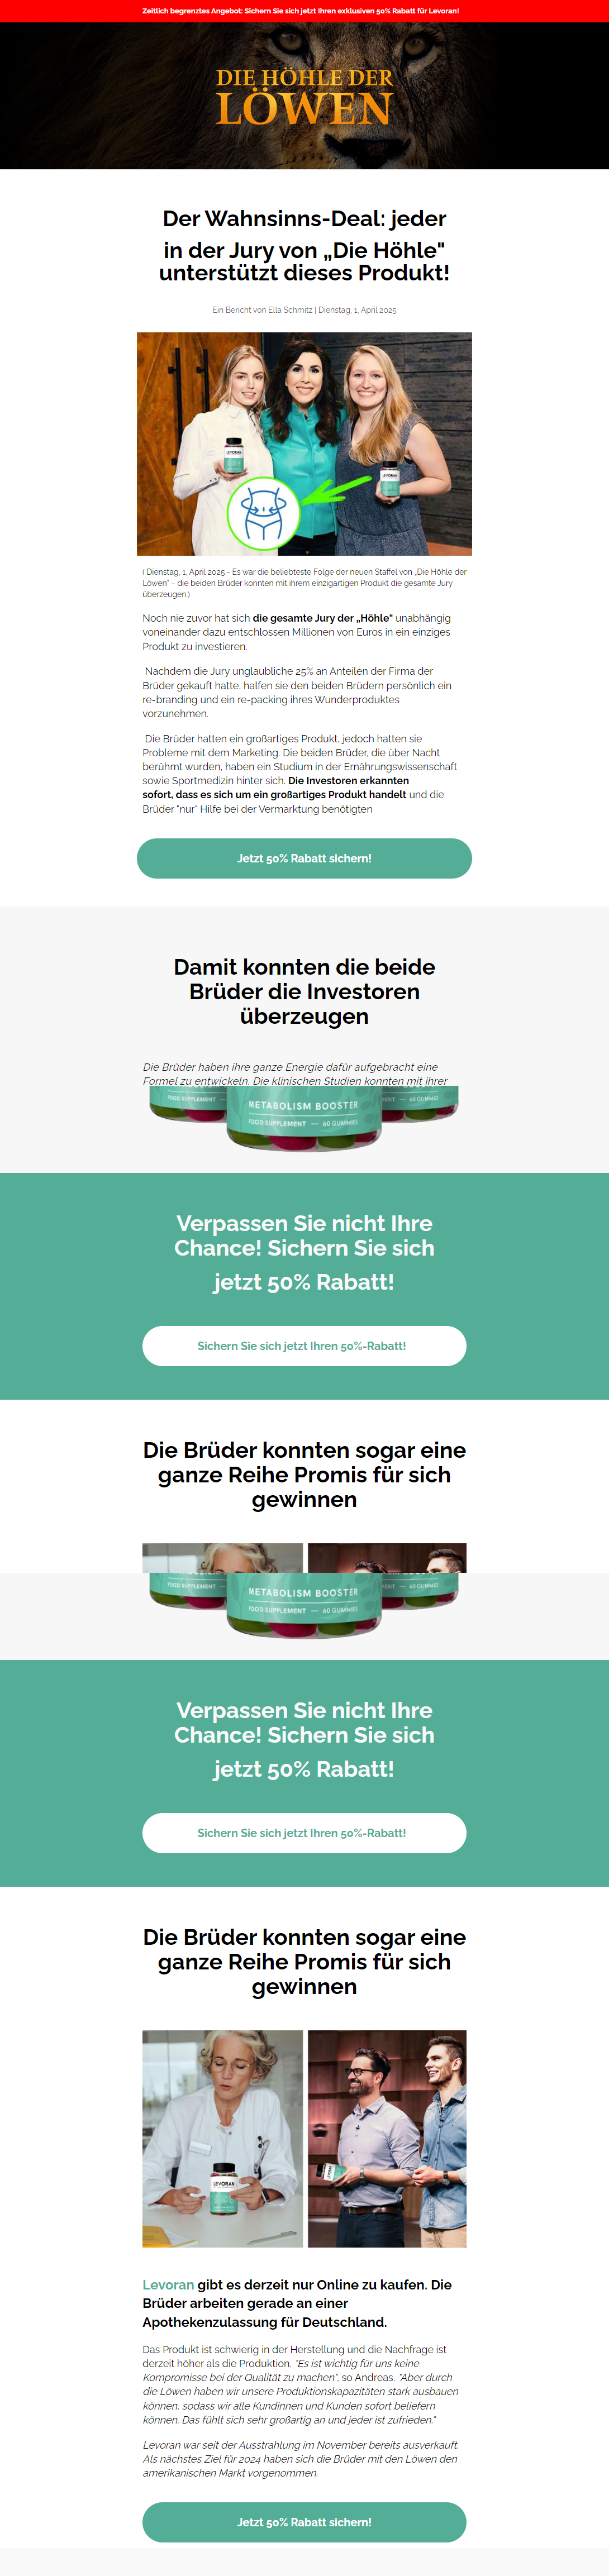 Zeitlich begrenztes Angebot: Sichern Sie sich jetzt Ihren exklusiven 50% Rabatt für Levoran!
DIE HÖHLE DER
LÖWEN
Der Wahnsinns-Deal: jeder
in der Jury von „Die Höhle"
unterstützt dieses Produkt!
Ein Bericht von Ella Schmitz | Dienstag, 1, April 2025
LEVORAN
LEVORAN
( Dienstag, 1, April 2025 - Es war die beliebteste Folge der neuen Staffel von „Die Höhle der
Löwen" – die beiden Brüder konnten mit ihrem einzigartigen Produkt die gesamte Jury
überzeugen.)
Noch nie zuvor hat sich die gesamte Jury der „Höhle" unabhängig
voneinander dazu entschlossen Millionen von Euros in ein einziges
Produkt zu investieren.
Nachdem die Jury unglaubliche 25% an Anteilen der Firma der
Brüder gekauft hatte, halfen sie den beiden Brüdern persönlich ein
re-branding und ein re-packing ihres Wunderproduktes
vorzunehmen.
Die Brüder hatten ein großartiges Produkt, jedoch hatten sie
Probleme mit dem Marketing. Die beiden Brüder, die über Nacht
berühmt wurden, haben ein Studium in der Ernährungswissenschaft
sowie Sportmedizin hinter sich. Die Investoren erkannten
sofort, dass es sich um ein großartiges Produkt handelt und die
Brüder "nur" Hilfe bei der Vermarktung benötigten
Jetzt 50% Rabatt sichern!
Damit konnten die beide
Brüder die Investoren
überzeugen
Die Brüder haben ihre ganze Energie dafür aufgebracht eine
Formel zu entwickeln. Die klinischen Studien konnten mit ihrer
METABOLISM BOOSTER
FOOD SUPPLEMENT
FOOD SUPPLEMENT — 60 GUMMIES
60 GUMMIES
Verpassen Sie nicht Ihre
Chance! Sichern Sie sich
jetzt 50% Rabatt!
Sichern Sie sich jetzt Ihren 50%-Rabatt!
Die Brüder konnten sogar eine
ganze Reihe Promis für sich
gewinnen
METABOLISM BOOSTER
FOOD SUPPLEMENT
FOOD SUPPLEMENT — 60 GUMMIES
60 GUMMIES
Verpassen Sie nicht Ihre
Chance! Sichern Sie sich
jetzt 50% Rabatt!
Sichern Sie sich jetzt Ihren 50%-Rabatt!
Die Brüder konnten sogar eine
ganze Reihe Promis für sich
gewinnen
LEVORAN
LEVORAN
Levoran gibt es derzeit nur Online zu kaufen. Die
Brüder arbeiten gerade an einer
Apothekenzulassung für Deutschland.
Das Produkt ist schwierig in der Herstellung und die Nachfrage ist
derzeit höher als die Produktion. "Es ist wichtig für uns keine
Kompromisse bei der Qualität zu machen", so Andreas. "Aber durch
die Löwen haben wir unsere Produktionskapazitäten stark ausbauen
können, sodass wir alle Kundinnen und Kunden sofort beliefern
können. Das fühlt sich sehr großartig an und jeder ist zufrieden."
Levoran war seit der Ausstrahlung im November bereits ausverkauft.
Als nächstes Ziel für 2024 haben sich die Brüder mit den Löwen den
amerikanischen Markt vorgenommen.
Jetzt 50% Rabatt sichern!